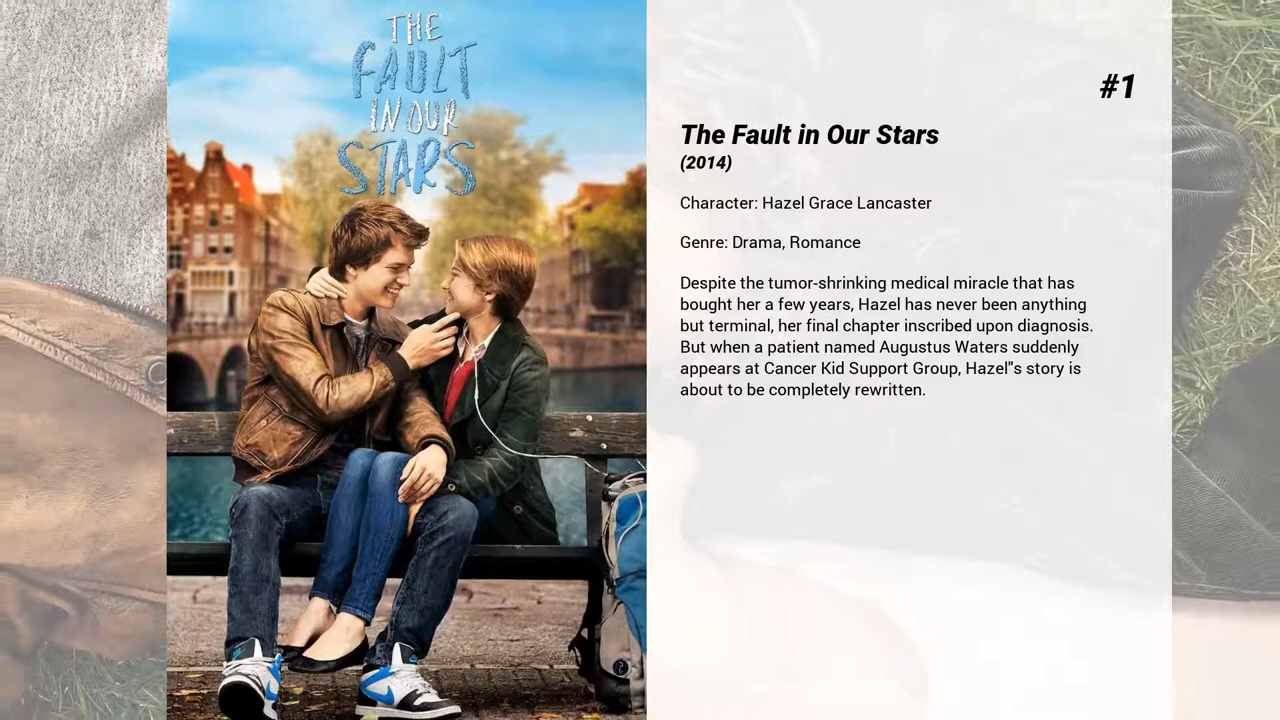 THE
FAULT
IN OUR
STARS
#1
The Fault in Our Stars
(2014)
Character: Hazel Grace Lancaster
Genre: Drama, Romance
Despite the tumor-shrinking medical miracle that has
bought her a few years, Hazel has never been anything
but terminal, her final chapter inscribed upon diagnosis.
But when a patient named Augustus Waters suddenly
appears at Cancer Kid Support Group, Hazel"s story is
about to be completely rewritten.